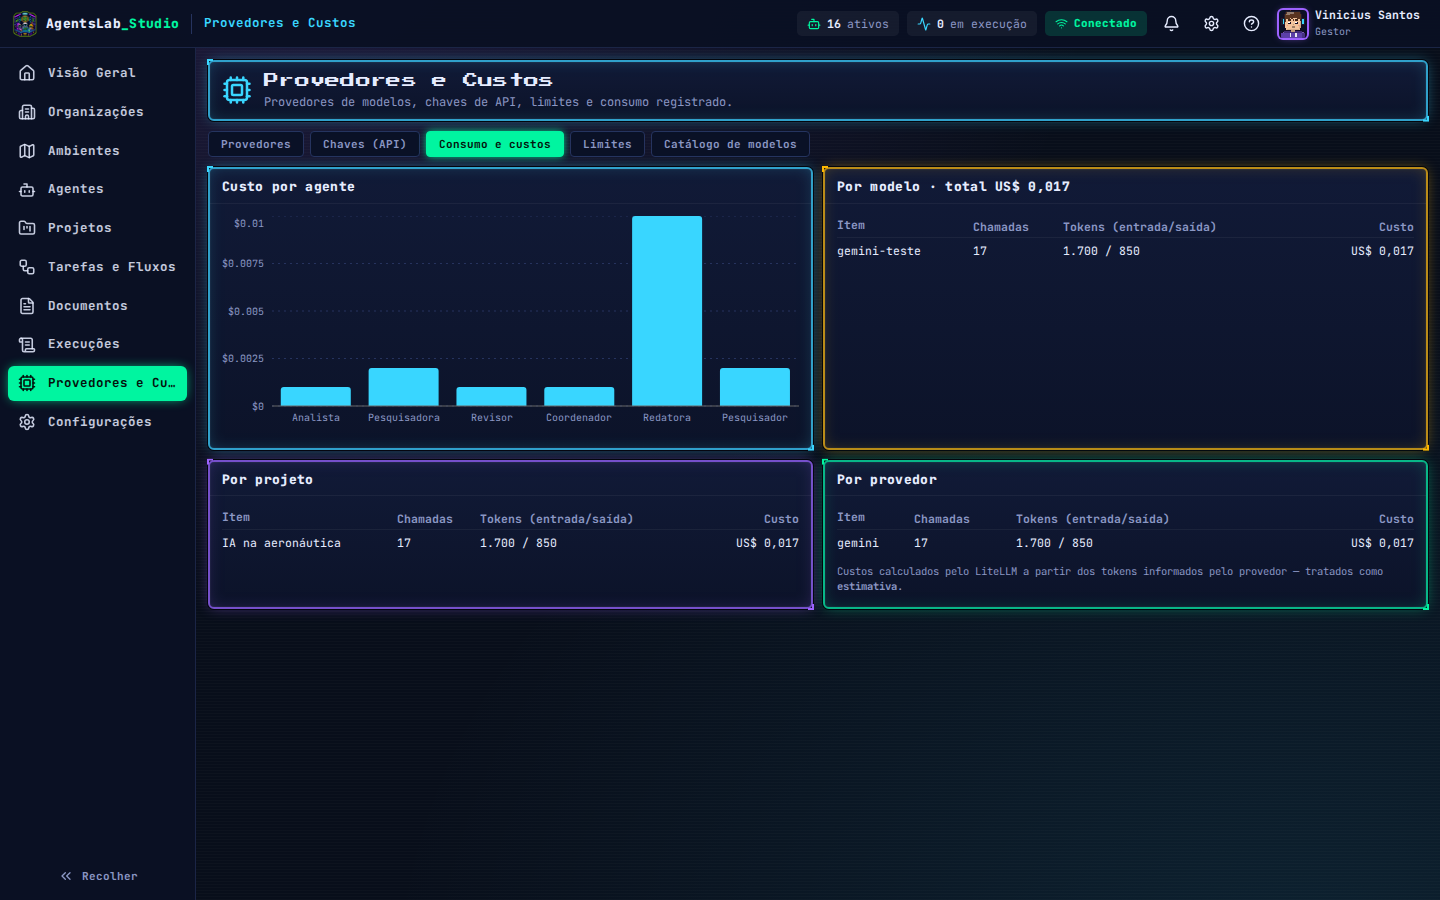 AgentsLab_Studio
Provedores e Custos
16 ativos
0 em execução
Conectado
Vinicius Santos
Gestor
Visão Geral
Organizações
Ambientes
Agentes
Projetos
Tarefas e Fluxos
Documentos
Execuções
Provedores e Cu…
Configurações
Recolher
Provedores e Custos
Provedores de modelos, chaves de API, limites e consumo registrado.
Provedores
Chaves (API)
Consumo e custos
Limites
Catálogo de modelos
Custo por agente
$0.01
$0.0075
$0.005
$0.0025
$0
Analista Pesquisadora Revisor Coordenador Redatora Pesquisador
Por modelo · total US$ 0,017
Item Chamadas Tokens (entrada/saída) Custo
gemini-teste 17 1.700 / 850 US$ 0,017
Por projeto
Item Chamadas Tokens (entrada/saída) Custo
IA na aeronáutica 17 1.700 / 850 US$ 0,017
Por provedor
Item Chamadas Tokens (entrada/saída) Custo
gemini 17 1.700 / 850 US$ 0,017
Custos calculados pelo LiteLLM a partir dos tokens informados pelo provedor — tratados como
estimativa.